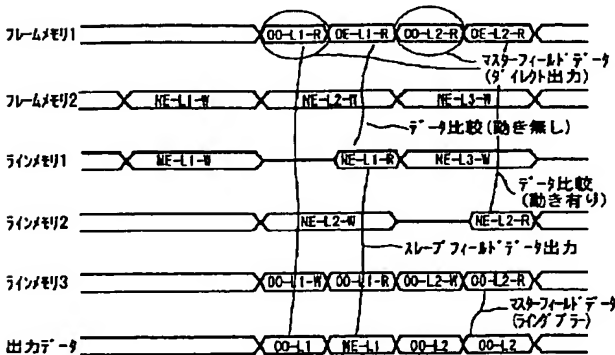 フレームメモリ1 OO-L1-R OE-L1-R OO-L2-R OE-L2-R
マスターフィールドデータ
(ダイレクト出力)
フレームメモリ2 NE-L1-W NE-L2-W NE-L3-W
データ比較(動き無し)
ラインメモリ1 NE-L1-W NE-L1-R NE-L3-W
データ比較
(動き有り)
ラインメモリ2 NE-L2-W NE-L2-R
スレーブフィールドデータ出力
ラインメモリ3 OO-L1-W OO-L1-R OO-L2-W OO-L2-R
マスターフィールドデータ
(ラインダブラー)
出力データ OO-L1 NE-L1 OO-L2 OO-L2